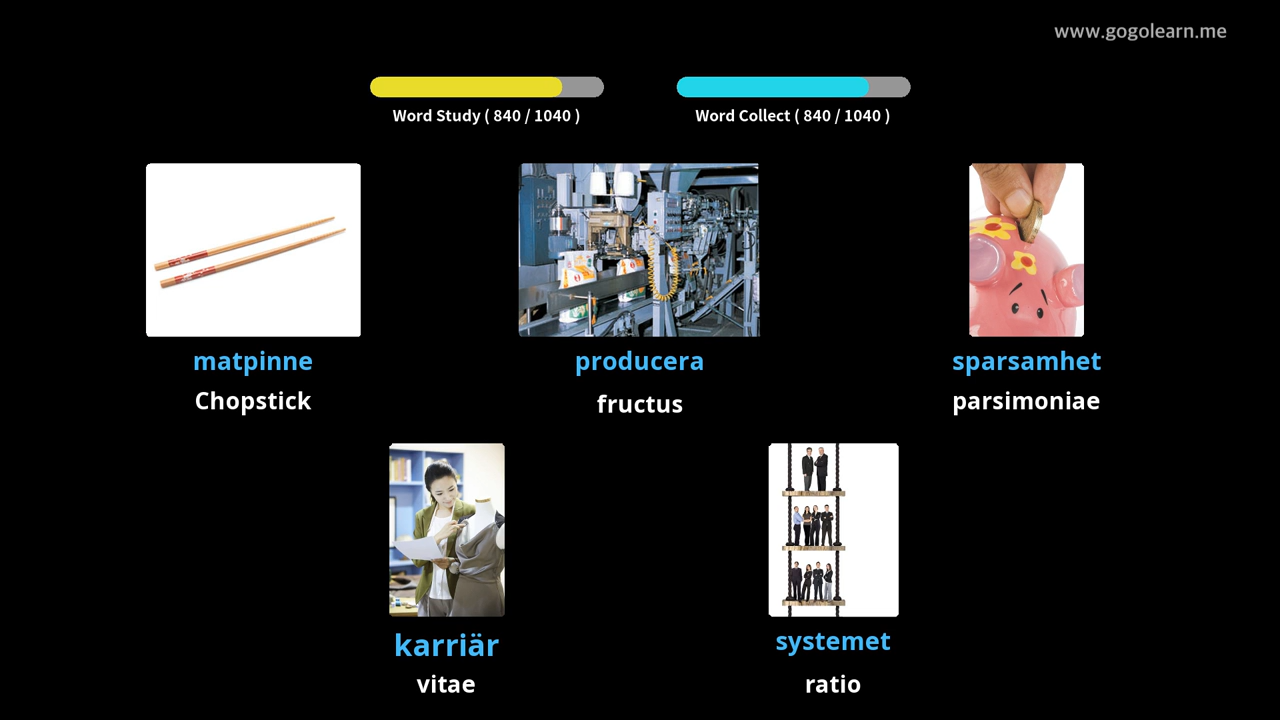 www.gogolearn.me
Word Study ( 840 / 1040 )
Word Collect ( 840 / 1040 )
matpinne
Chopstick
producera
fructus
sparsamhet
parsimoniae
karriär
vitae
systemet
ratio